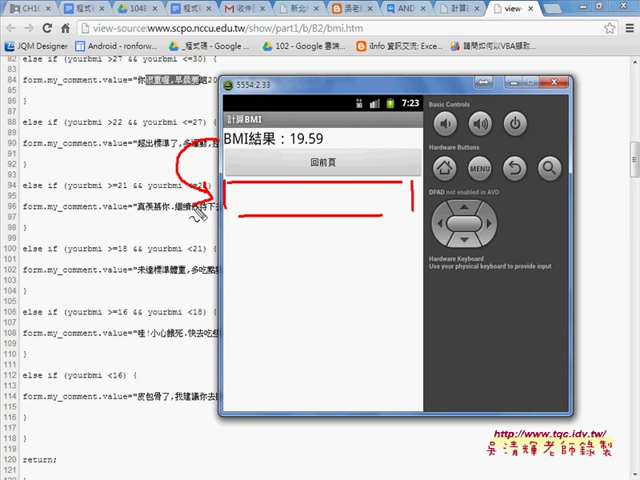 CH10
程式
104
程式
收件
新北
吳老
AND
計算B
view-
view-source:www.scpo.nccu.edu.tw/show/part1/b/B2/bmi.htm
JQM Designer
Android - ronforw
_程式碼 - Google
102 - Google 雲端
iInfo 資訊交流: Exce
請問如何以VBA擷取
82 else if (yourbmi >27 && yourbmi <=30) {
83
84 form.my_comment.value="你
85
86 }
87
88 else if (yourbmi >22 && yourbmi <=27) {
89
90 form.my_comment.value="超出標準了,多運動,
91
92 }
93
94 else if (yourbmi >=21 && yourbmi <=22
95
96 form.my_comment.value="真羨慕你.繼續
97
98 }
99
100 else if (yourbmi >=18 && yourbmi <21) {
101
102 form.my_comment.value="未達標準體重,多吃點
103
104 }
105
106 else if (yourbmi >=16 && yourbmi <18) {
107
108 form.my_comment.value="哇!小心餓死.快去吃些
109
110 }
111
112 else if (yourbmi <16) {
113
114 form.my_comment.value="皮包骨了,我建議你去
115
116 }
117
118 }
119
120 return;
121
5554:2.33
7:23
計算BMI
BMI結果：19.59
回前頁
Basic Controls
Hardware Buttons
MENU
DPAD not enabled in AVD
Hardware Keyboard
Use your physical keyboard to provide input
http://www.tqc.idv.tw/
吳清輝老師錄製